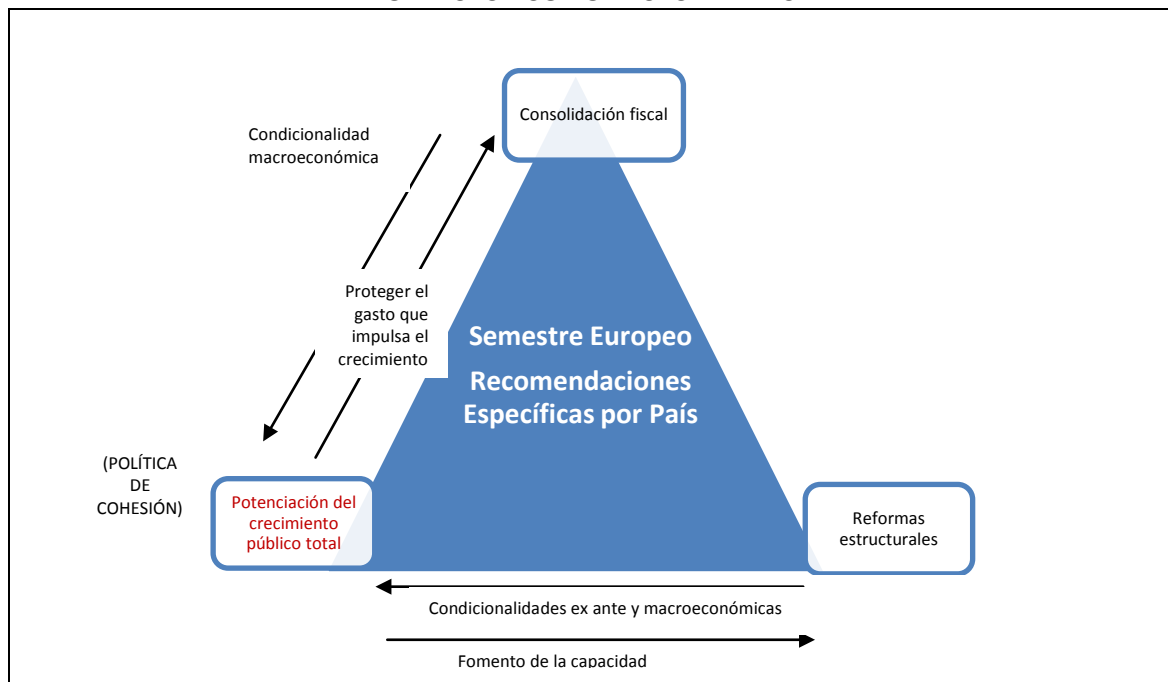 Consolidación fiscal
Condicionalidad
macroeconómica
Proteger el
gasto que
impulsa el
crecimiento
Semestre Europeo
Recomendaciones
Específicas por País
(POLÍTICA
DE
COHESIÓN)
Potenciación del
crecimiento
público total
Reformas
estructurales
Condicionalidades ex ante y macroeconómicas
Fomento de la capacidad